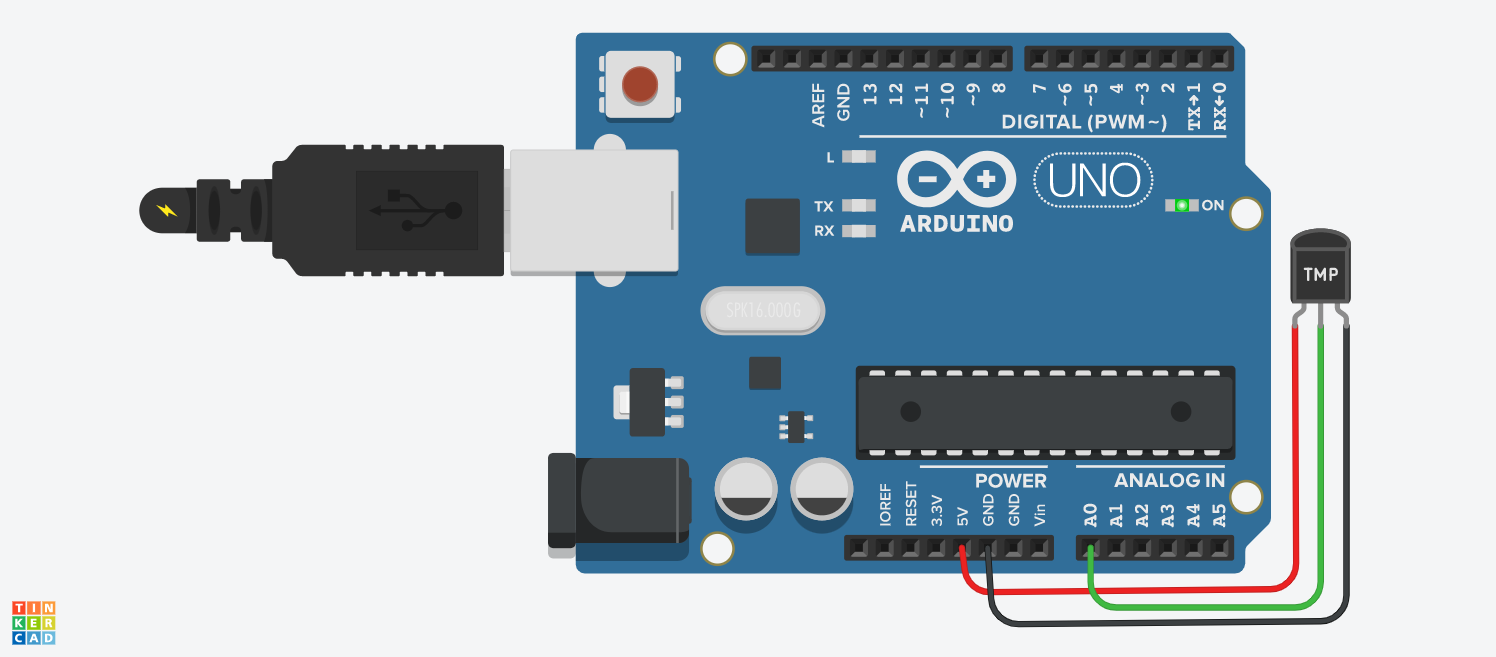 AREF
GND
13
12
~11
~10
~9
8
7
~6
~5
4
~3
2
TX→1
RX←0
DIGITAL (PWM~)
L
TX
RX
ARDUINO
UNO
ON
TMP
SPK16.000G
POWER
ANALOG IN
IOREF
RESET
3.3V
5V
GND
GND
Vin
A0
A1
A2
A3
A4
A5
TIN
KER
CAD